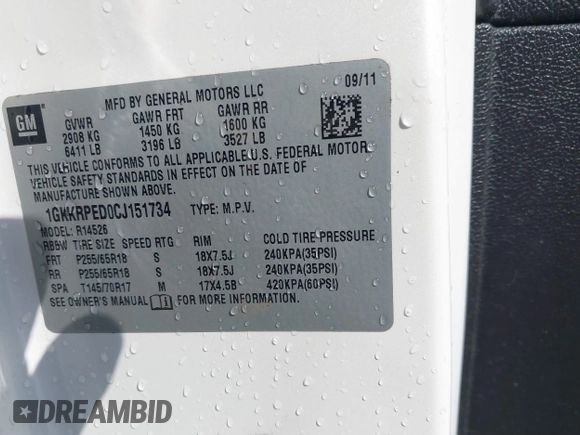 09/11
MFD BY GENERAL MOTORS LLC
GM
GVWR GAWR FRT GAWR RR
2908 KG 1450 KG 1600 KG
6411 LB 3196 LB 3527 LB
THIS VEHICLE CONFORMS TO ALL APPLICABLE U.S. FEDERAL MOTOR
VEHICLE SAFETY STANDARDS IN EFFECT ON THE DATE OF
MANUFACTURE SHOWN ABOVE.
1GKKRPED0CJ151734 TYPE: M.P.V.
MODEL: R14526
RBBW TIRE SIZE SPEED RTG RIM COLD TIRE PRESSURE
FRT P255/65R18 S 18X7.5J 240KPA(35PSI)
RR P255/65R18 S 18X7.5J 240KPA(35PSI)
SPA T145/70R17 M 17X4.5B 420KPA(60PSI)
SEE OWNER'S MANUAL FOR MORE INFORMATION.
DREAMBID